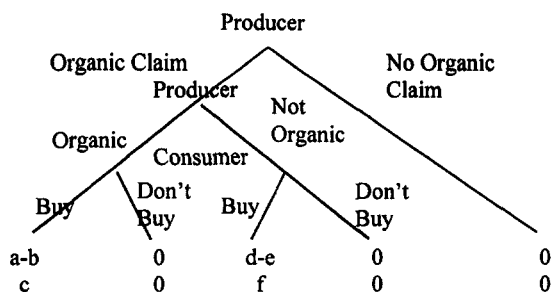 Producer
Organic Claim
No Organic
Claim
Producer
Not
Organic
Organic
Consumer
Buy
Don't
Buy
Buy
Don't
Buy
a-b 0 d-e 0 0
c 0 f 0 0